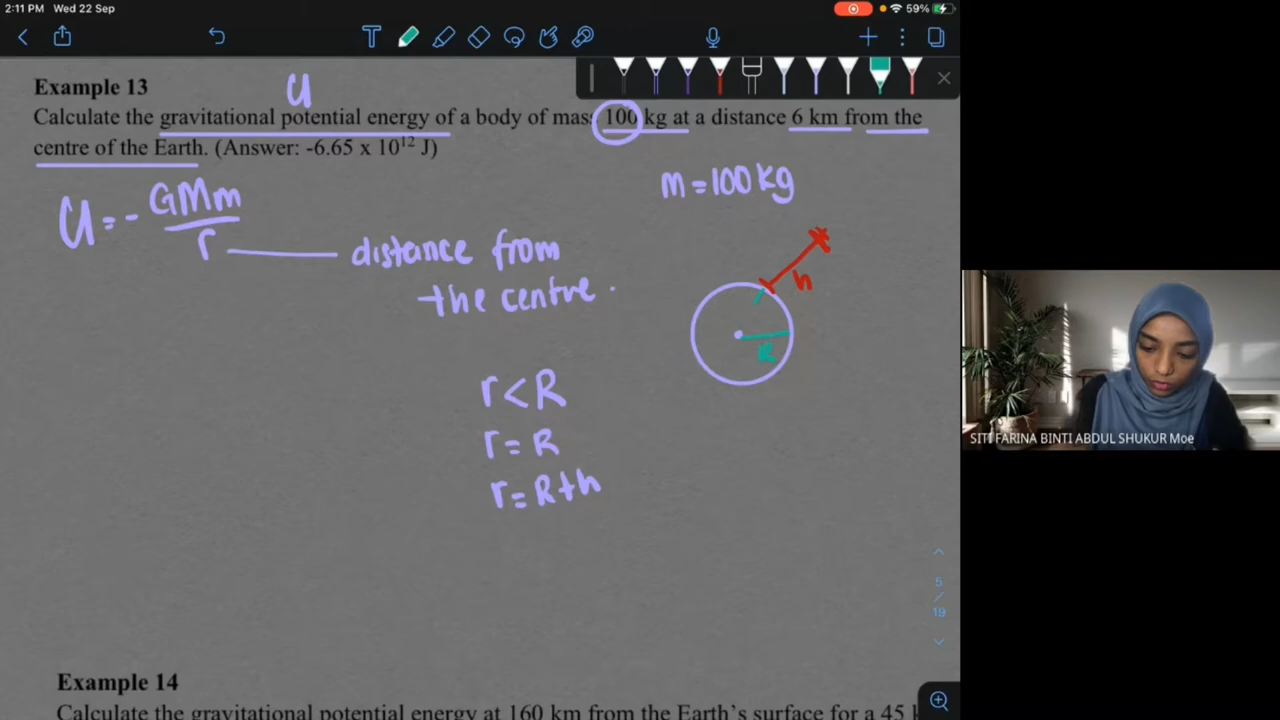 2:11 PM Wed 22 Sep
59%
Example 13
U
Calculate the gravitational potential energy of a body of mass 100 kg at a distance 6 km from the
centre of the Earth. (Answer: -6.65 x 10¹² J)
U = - GMm
r
distance from
the centre.
m = 100 kg
h
R
r < R
r = R
r = R + h
SITI FARINA BINTI ABDUL SHUKUR Moe
5
/
19
Example 14
Calculate the gravitational potential energy at 160 km from the Earth's surface for a 45